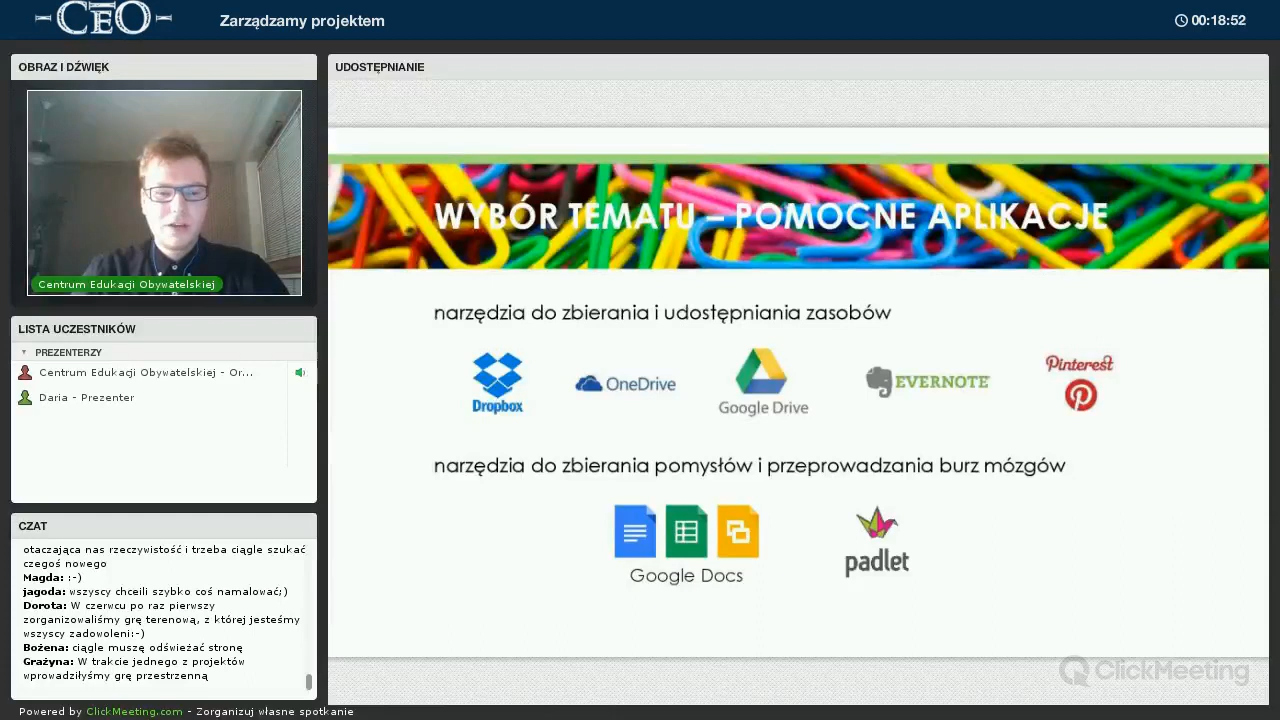 CEO
Zarządzamy projektem
00:18:52
OBRAZ I DŹWIĘK
Centrum Edukacji Obywatelskiej
LISTA UCZESTNIKÓW
PREZENTERZY
Centrum Edukacji Obywatelskiej - Or...
Daria - Prezenter
CZAT
otaczająca nas rzeczywistość i trzeba ciągle szukać
czegoś nowego
Magda: :-)
jagoda: wszyscy chceili szybko coś namalować;)
Dorota: W czerwcu po raz pierwszy
zorganizowaliśmy grę terenową, z której jesteśmy
wszyscy zadowoleni:-)
Bożena: ciągle muszę odświeżać stronę
Grażyna: W trakcie jednego z projektów
wprowadziłyśmy grę przestrzenną
UDOSTĘPNIANIE
WYBÓR TEMATU – POMOCNE APLIKACJE
narzędzia do zbierania i udostępniania zasobów
Dropbox
OneDrive
Google Drive
EVERNOTE
Pinterest
narzędzia do zbierania pomysłów i przeprowadzania burz mózgów
Google Docs
padlet
ClickMeeting
Powered by ClickMeeting.com - Zorganizuj własne spotkanie